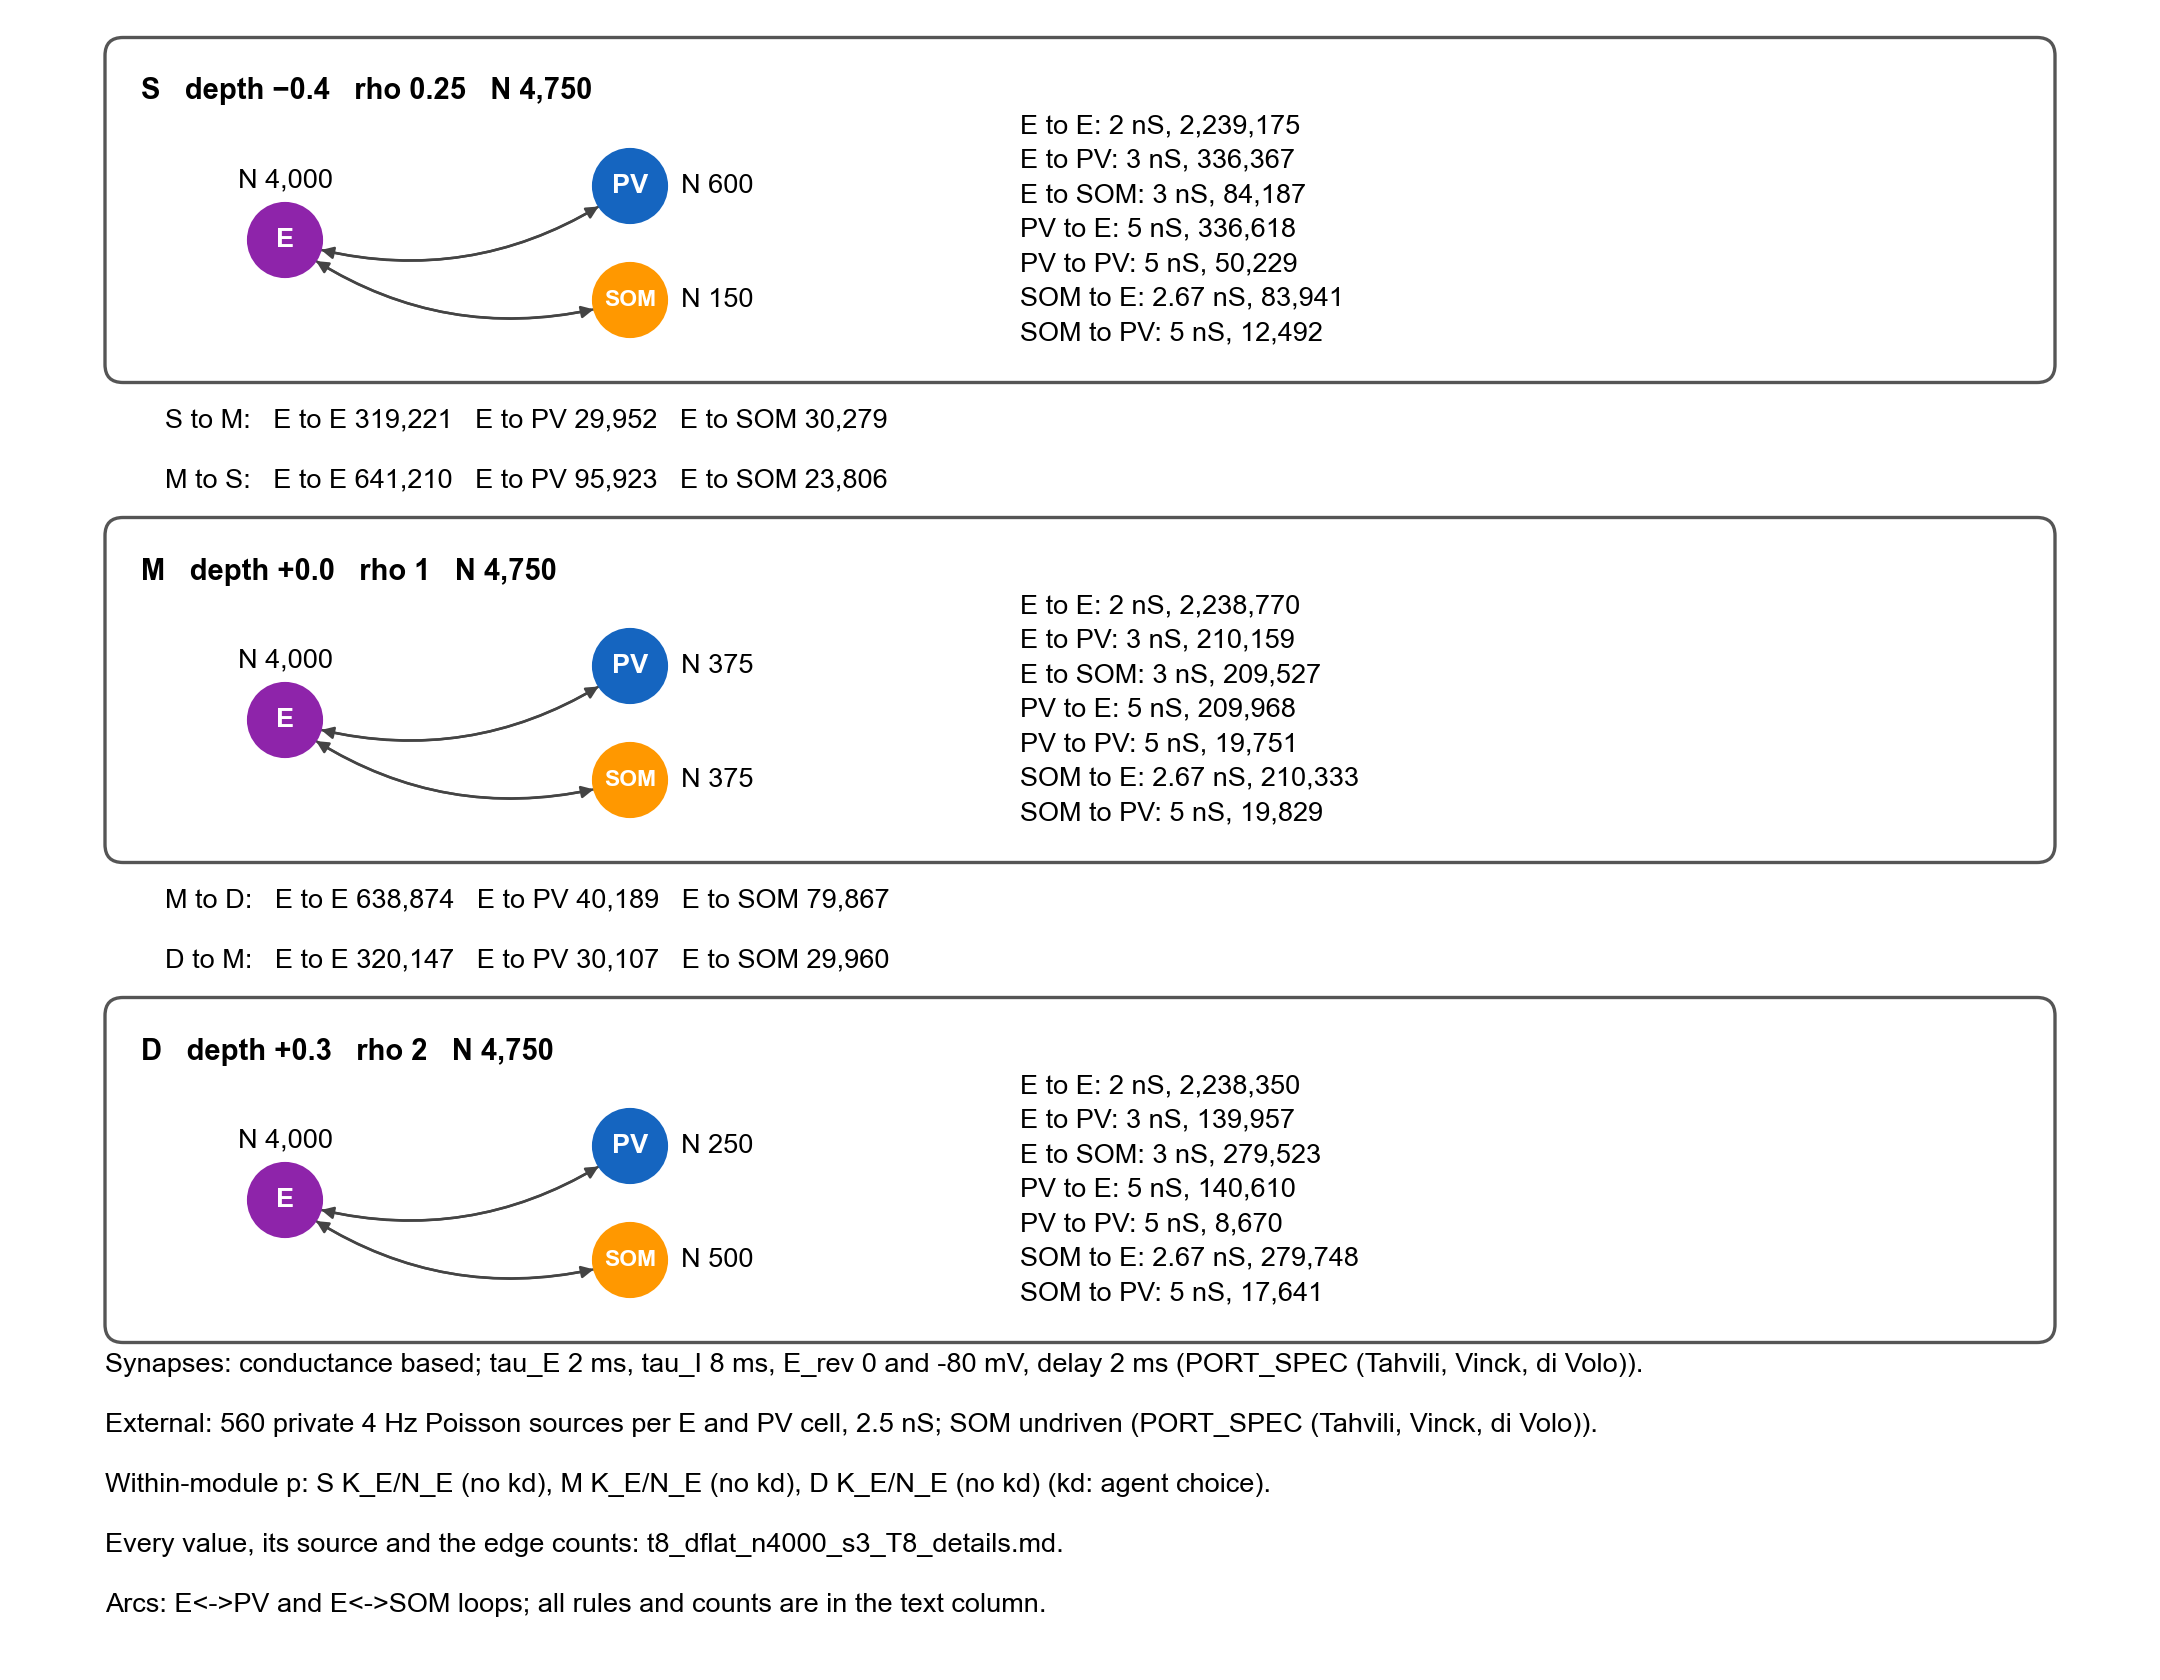 S depth −0.4 rho 0.25 N 4,750
E to E: 2 nS, 2,239,175
E to PV: 3 nS, 336,367
E to SOM: 3 nS, 84,187
PV to E: 5 nS, 336,618
PV to PV: 5 nS, 50,229
SOM to E: 2.67 nS, 83,941
SOM to PV: 5 nS, 12,492
N 4,000
E
PV N 600
SOM N 150
S to M: E to E 319,221 E to PV 29,952 E to SOM 30,279
M to S: E to E 641,210 E to PV 95,923 E to SOM 23,806
M depth +0.0 rho 1 N 4,750
E to E: 2 nS, 2,238,770
E to PV: 3 nS, 210,159
E to SOM: 3 nS, 209,527
PV to E: 5 nS, 209,968
PV to PV: 5 nS, 19,751
SOM to E: 2.67 nS, 210,333
SOM to PV: 5 nS, 19,829
N 4,000
E
PV N 375
SOM N 375
M to D: E to E 638,874 E to PV 40,189 E to SOM 79,867
D to M: E to E 320,147 E to PV 30,107 E to SOM 29,960
D depth +0.3 rho 2 N 4,750
E to E: 2 nS, 2,238,350
E to PV: 3 nS, 139,957
E to SOM: 3 nS, 279,523
PV to E: 5 nS, 140,610
PV to PV: 5 nS, 8,670
SOM to E: 2.67 nS, 279,748
SOM to PV: 5 nS, 17,641
N 4,000
E
PV N 250
SOM N 500
Synapses: conductance based; tau_E 2 ms, tau_I 8 ms, E_rev 0 and -80 mV, delay 2 ms (PORT_SPEC (Tahvili, Vinck, di Volo)).
External: 560 private 4 Hz Poisson sources per E and PV cell, 2.5 nS; SOM undriven (PORT_SPEC (Tahvili, Vinck, di Volo)).
Within-module p: S K_E/N_E (no kd), M K_E/N_E (no kd), D K_E/N_E (no kd) (kd: agent choice).
Every value, its source and the edge counts: t8_dflat_n4000_s3_T8_details.md.
Arcs: E<->PV and E<->SOM loops; all rules and counts are in the text column.